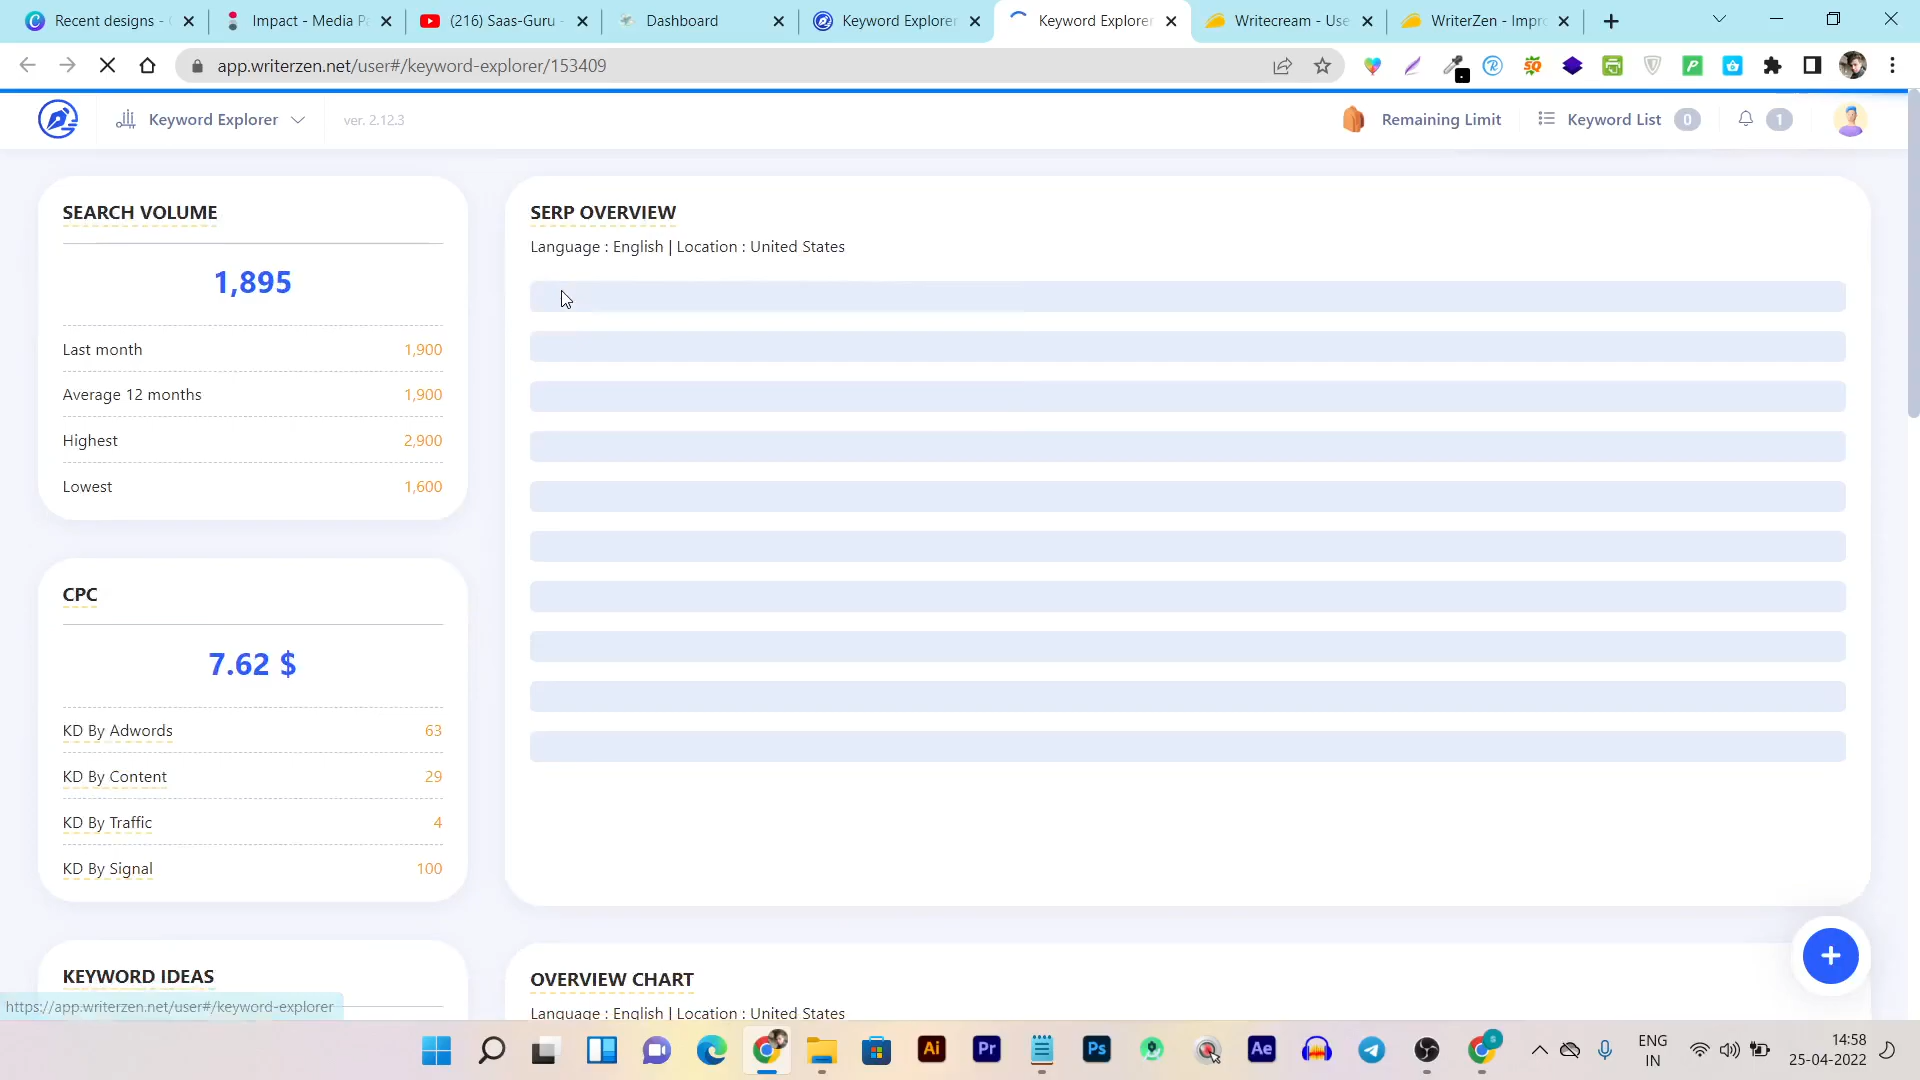 Recent designs -
Impact - Media P
(216) Saas-Guru -
Dashboard
Keyword Explorer
Keyword Explorer
Writecream - Use
WriterZen - Impro
app.writerzen.net/user#/keyword-explorer/153409
Keyword Explorer
ver. 2.12.3
Remaining Limit
Keyword List 0
1
SEARCH VOLUME
1,895
Last month 1,900
Average 12 months 1,900
Highest 2,900
Lowest 1,600
SERP OVERVIEW
Language : English | Location : United States
CPC
7.62 $
KD By Adwords 63
KD By Content 29
KD By Traffic 4
KD By Signal 100
KEYWORD IDEAS
OVERVIEW CHART
Language : English | Location : United States
+
https://app.writerzen.net/user#/keyword-explorer
Ai
Pr
Ps
Ae
ENG
IN
14:58
25-04-2022